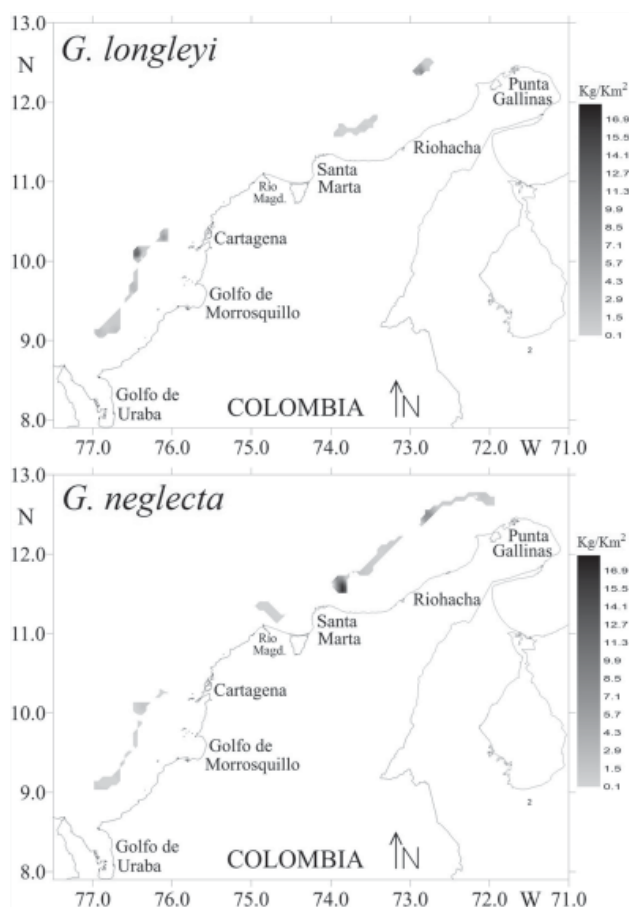 13.0
N
G. longleyi
12.0
11.0
10.0
9.0
8.0
Punta
Gallinas
Riohacha
Santa
Marta
Rio
Magd.
Cartagena
Golfo de
Morrosquillo
Golfo de
Uraba
COLOMBIA
N
2
77.0 76.0 75.0 74.0 73.0 72.0 W 71.0
Kg/Km²
16.9
15.5
14.1
12.7
11.3
9.9
8.5
7.1
5.7
4.3
2.9
1.5
0.1
13.0
N
G. neglecta
12.0
11.0
10.0
9.0
8.0
Punta
Gallinas
Riohacha
Santa
Marta
Rio
Magd.
Cartagena
Golfo de
Morrosquillo
Golfo de
Uraba
COLOMBIA
N
2
77.0 76.0 75.0 74.0 73.0 72.0 W 71.0
Kg/Km²
16.9
15.5
14.1
12.7
11.3
9.9
8.5
7.1
5.7
4.3
2.9
1.5
0.1